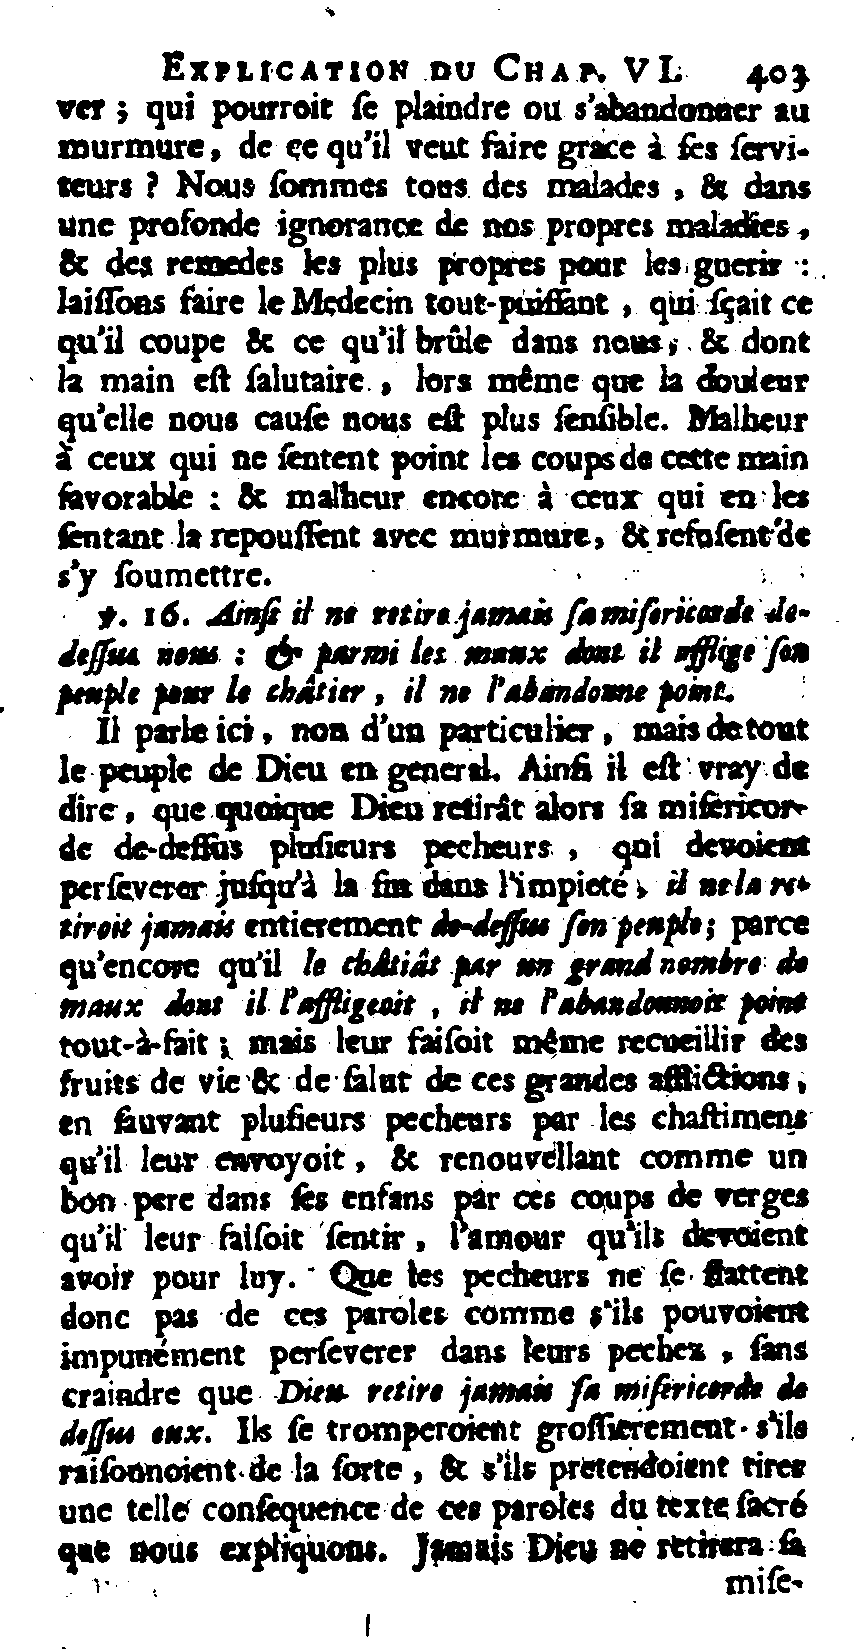 EXPLICATION DU CHAP. VI. 403
ver ; qui pourroit ſe plaindre ou s'abandonner au
murmure, de ce qu'il veut faire grace à ſes ſervi-
teurs ? Nous ſommes tous des malades , & dans
une profonde ignorance de nos propres maladies ,
& des remedes les plus propres pour les guerir :
laiſſons faire le Medecin tout-puiſſant , qui ſçait ce
qu'il coupe & ce qu'il brûle dans nous , & dont
la main eſt ſalutaire , lors même que la douleur
qu'elle nous cauſe nous eſt plus ſenſible. Malheur
à ceux qui ne ſentent point les coups de cette main
favorable : & malheur encore à ceux qui en les
ſentant la repouſſent avec murmure, & refuſent de
s'y ſoumettre.
℣. 16. Ainſi il ne retire jamais ſa miſericorde de-
deſſus nous : & parmi les maux dont il afflige ſon
peuple pour le châtier , il ne l'abandonne point.
Il parle ici , non d'un particulier , mais de tout
le peuple de Dieu en general. Ainſi il eſt vray de
dire , que quoique Dieu retirât alors ſa miſericor-
de de-deſſus pluſieurs pecheurs , qui devoient
perſeverer juſqu'à la fin dans l'impieté , il ne la re-
tiroit jamais entierement de-deſſus ſon peuple ; parce
qu'encore qu'il le châtiât par un grand nombre de
maux dont il l'affligeoit , il ne l'abandonnoit point
tout-à-fait ; mais leur faiſoit même recueillir des
fruits de vie & de ſalut de ces grandes afflictions ,
en ſauvant pluſieurs pecheurs par les chaſtimens
qu'il leur envoyoit , & renouvellant comme un
bon pere dans ſes enfans par ces coups de verges
qu'il leur faiſoit ſentir , l'amour qu'ils devoient
avoir pour luy. Que les pecheurs ne ſe flattent
donc pas de ces paroles comme s'ils pouvoient
impunément perſeverer dans leurs pechez , ſans
craindre que Dieu retire jamais ſa miſericorde de
deſſus eux. Ils ſe tromperoient groſſierement s'ils
raiſonnoient de la ſorte , & s'ils pretendoient tirer
une telle conſequence de ces paroles du texte ſacré
que nous expliquons. Jamais Dieu ne retirera ſa
miſe-